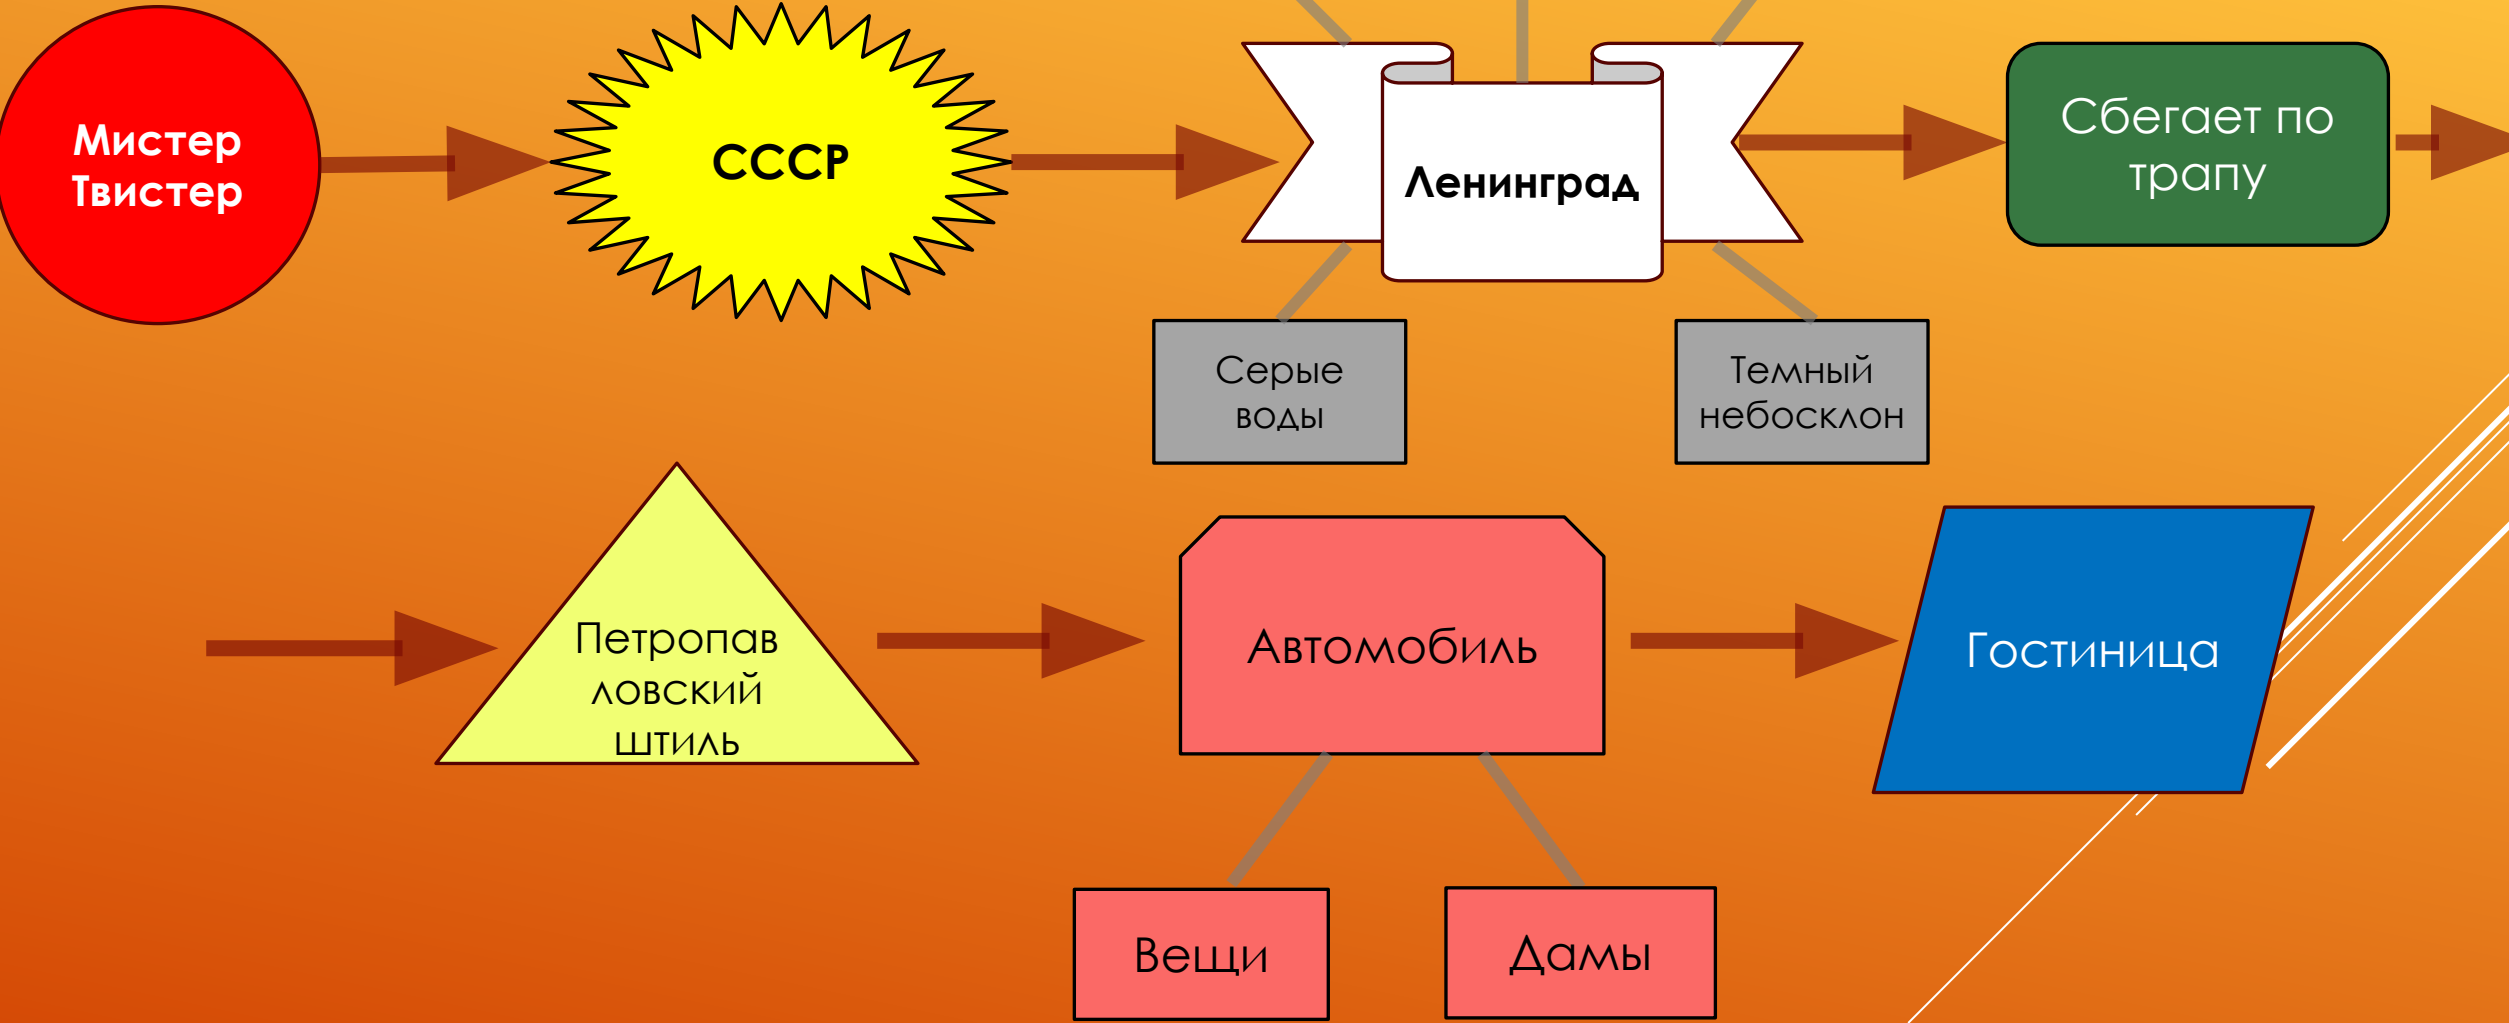 Мистер
Твистер
СССР
Ленинград
Сбегает по
трапу
Серые
воды
Темный
небосклон
Петропав
ловский
штиль
Автомобиль
Гостиница
Вещи
Дамы